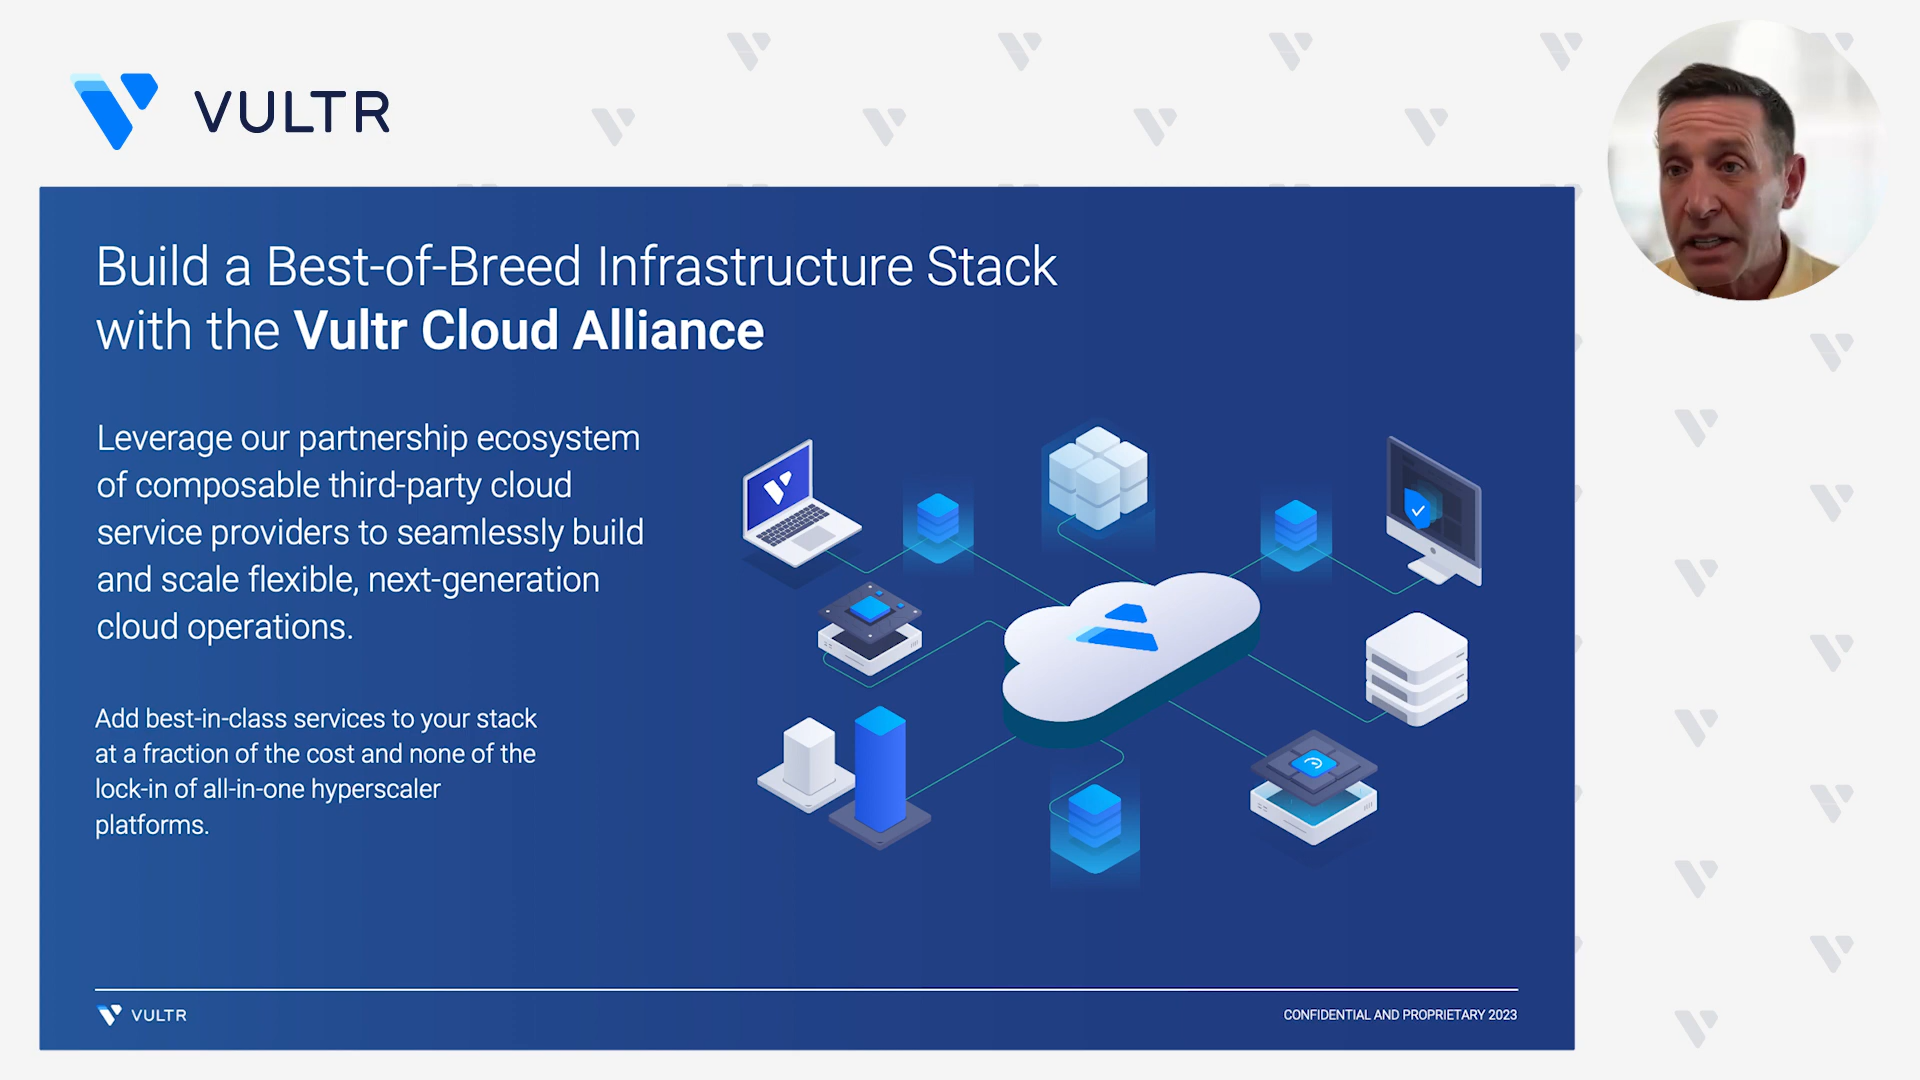 VULTR
Build a Best-of-Breed Infrastructure Stack
with the Vultr Cloud Alliance
Leverage our partnership ecosystem
of composable third-party cloud
service providers to seamlessly build
and scale flexible, next-generation
cloud operations.
Add best-in-class services to your stack
at a fraction of the cost and none of the
lock-in of all-in-one hyperscaler
platforms.
VULTR
CONFIDENTIAL AND PROPRIETARY 2023